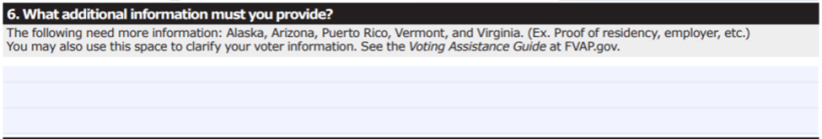 6. What additional information must you provide?
The following need more information: Alaska, Arizona, Puerto Rico, Vermont, and Virginia. (Ex. Proof of residency, employer, etc.)
You may also use this space to clarify your voter information. See the Voting Assistance Guide at FVAP.gov.